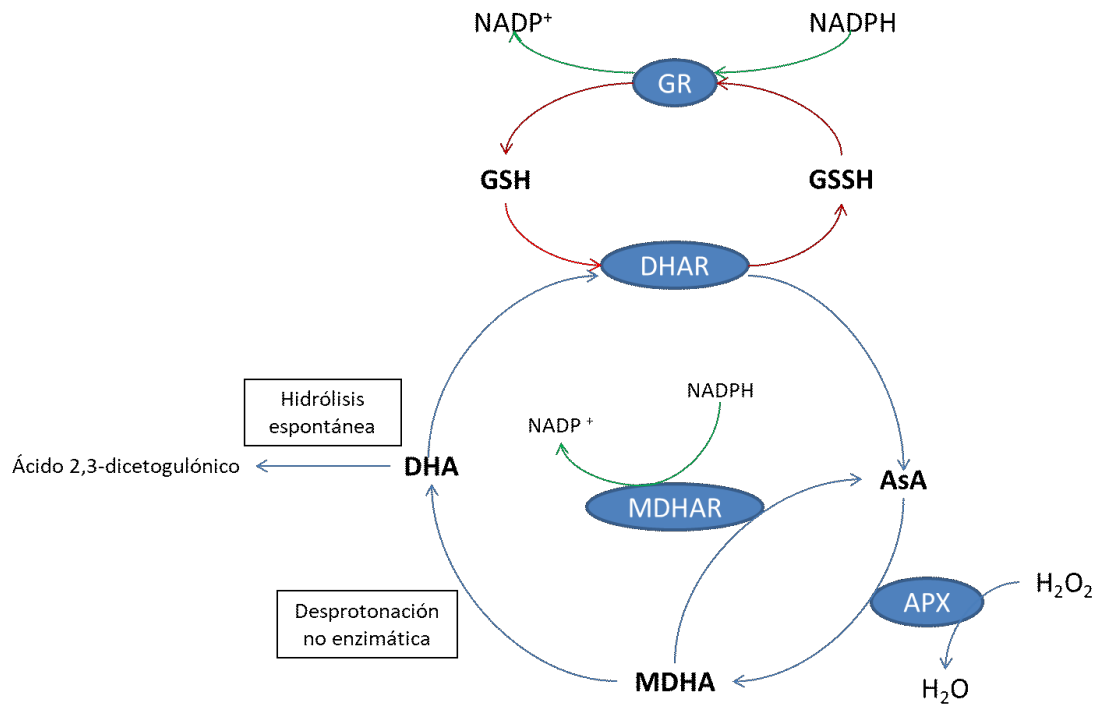 NADP⁺
NADPH
GR
GSH
GSSH
DHAR
Hidrólisis
espontánea
NADPH
NADP ⁺
Ácido 2,3-dicetogulónico
DHA
AsA
MDHAR
Desprotonación
no enzimática
APX
H₂O₂
MDHA
H₂O